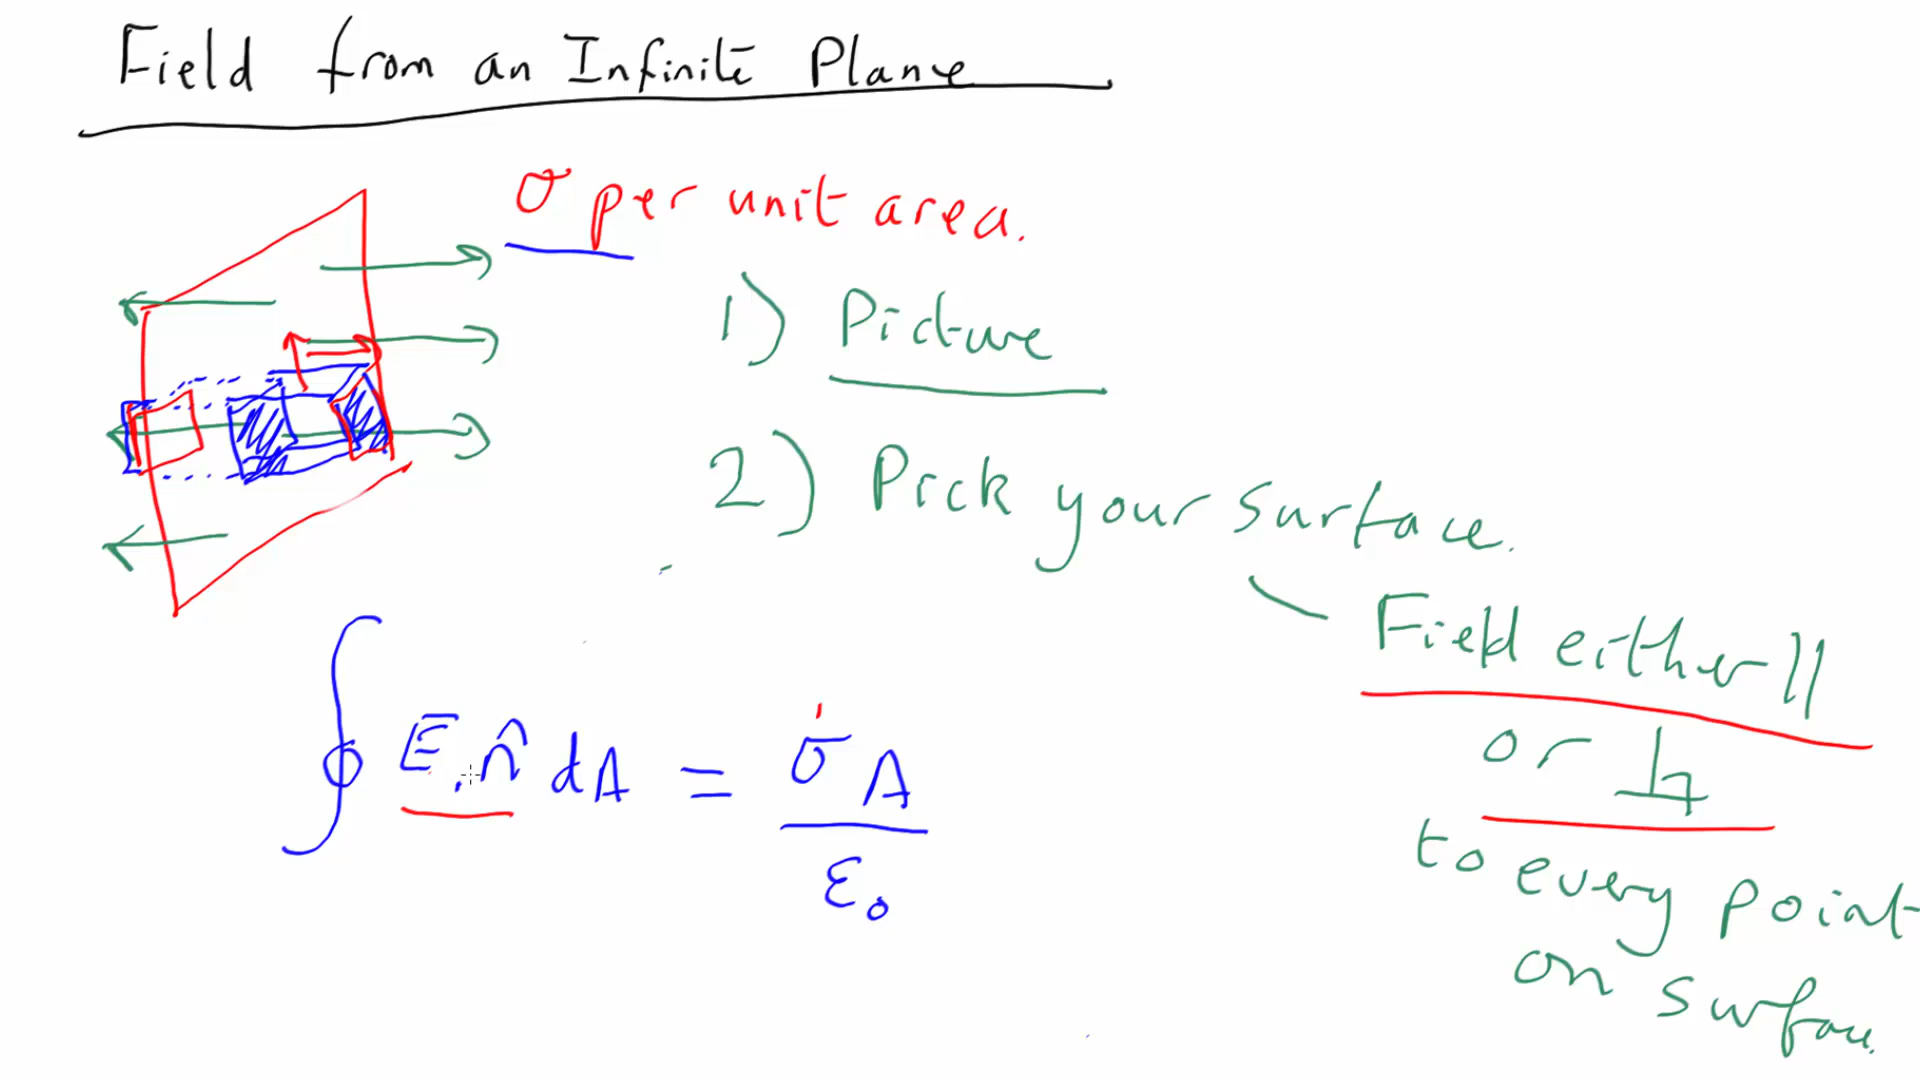 Field from an Infinite Plane
σ per unit area.
1) Picture
2) Pick your surface.
Field either ||
or ⊥
to every point
on surface.
∮ E.n̂ dA = σA / ε₀